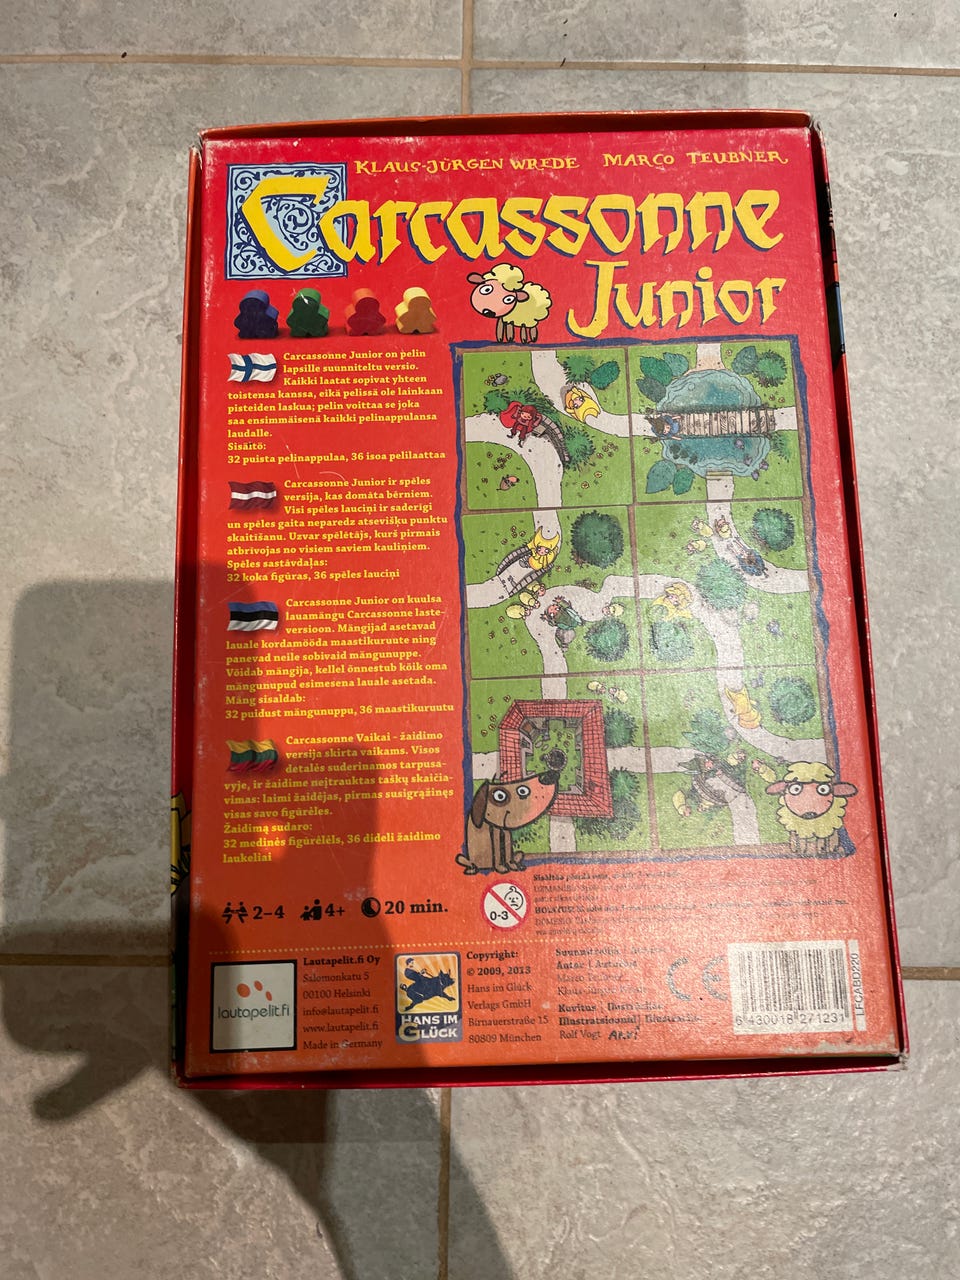 KLAUS-JÜRGEN WREDE MARCO TEUBNER
Carcassonne
Junior
Carcassonne Junior on pelin
lapsille suunniteltu versio.
Kaikki laatat sopivat yhteen
toistensa kanssa, eikä pelissä ole lainkaan
pisteiden laskua; pelin voittaa se joka
saa ensimmäisenä kaikki pelinappulansa
laudalle.
Sisältö:
32 puista pelinappulaa, 36 isoa pelilaattaa
Carcassonne Junior ir spēles
versija, kas domāta bērniem.
Visi spēles lauciņi ir saderīgi
un spēles gaita neparedz atsevišķu punktu
skaitīšanu. Uzvar spēlētājs, kurš pirmais
atbrīvojas no visiem saviem kauliņiem.
Spēles sastāvdaļas:
32 koka figūras, 36 spēles lauciņi
Carcassonne Junior on kuulsa
lauamängu Carcassonne laste-
versioon. Mängijad asetavad
lauale kordamööda maastikuruute ning
panevad neile sobivaid mängunuppe.
Võidab mängija, kellel õnnestub kõik oma
mängunupud esimesena lauale asetada.
Mäng sisaldab:
32 puidust mängunuppu, 36 maastikuruutu
Carcassonne Vaikai - žaidimo
versija skirta vaikams. Visos
detalės suderinamos tarpusa-
vyje, ir žaidime neįtrauktas taškų skaičia-
vimas: laimi žaidėjas, pirmas susigrąžinęs
visas savo figūrėles.
Žaidimą sudaro:
32 medinės figūrėlės, 36 dideli žaidimo
laukeliai
2-4 4+ 20 min.
0-3
lautapelit.fi
Lautapelit.fi Oy
Salomonkatu 5
00100 Helsinki
info@lautapelit.fi
www.lautapelit.fi
Made in Germany
HANS IM
GLÜCK
Copyright:
© 2009, 2013
Hans im Glück
Verlags GmbH
Birnauerstraße 15
80809 München
Marco Teubner
Rolf Vogt
CE
6 430018 271231
LFCABD220